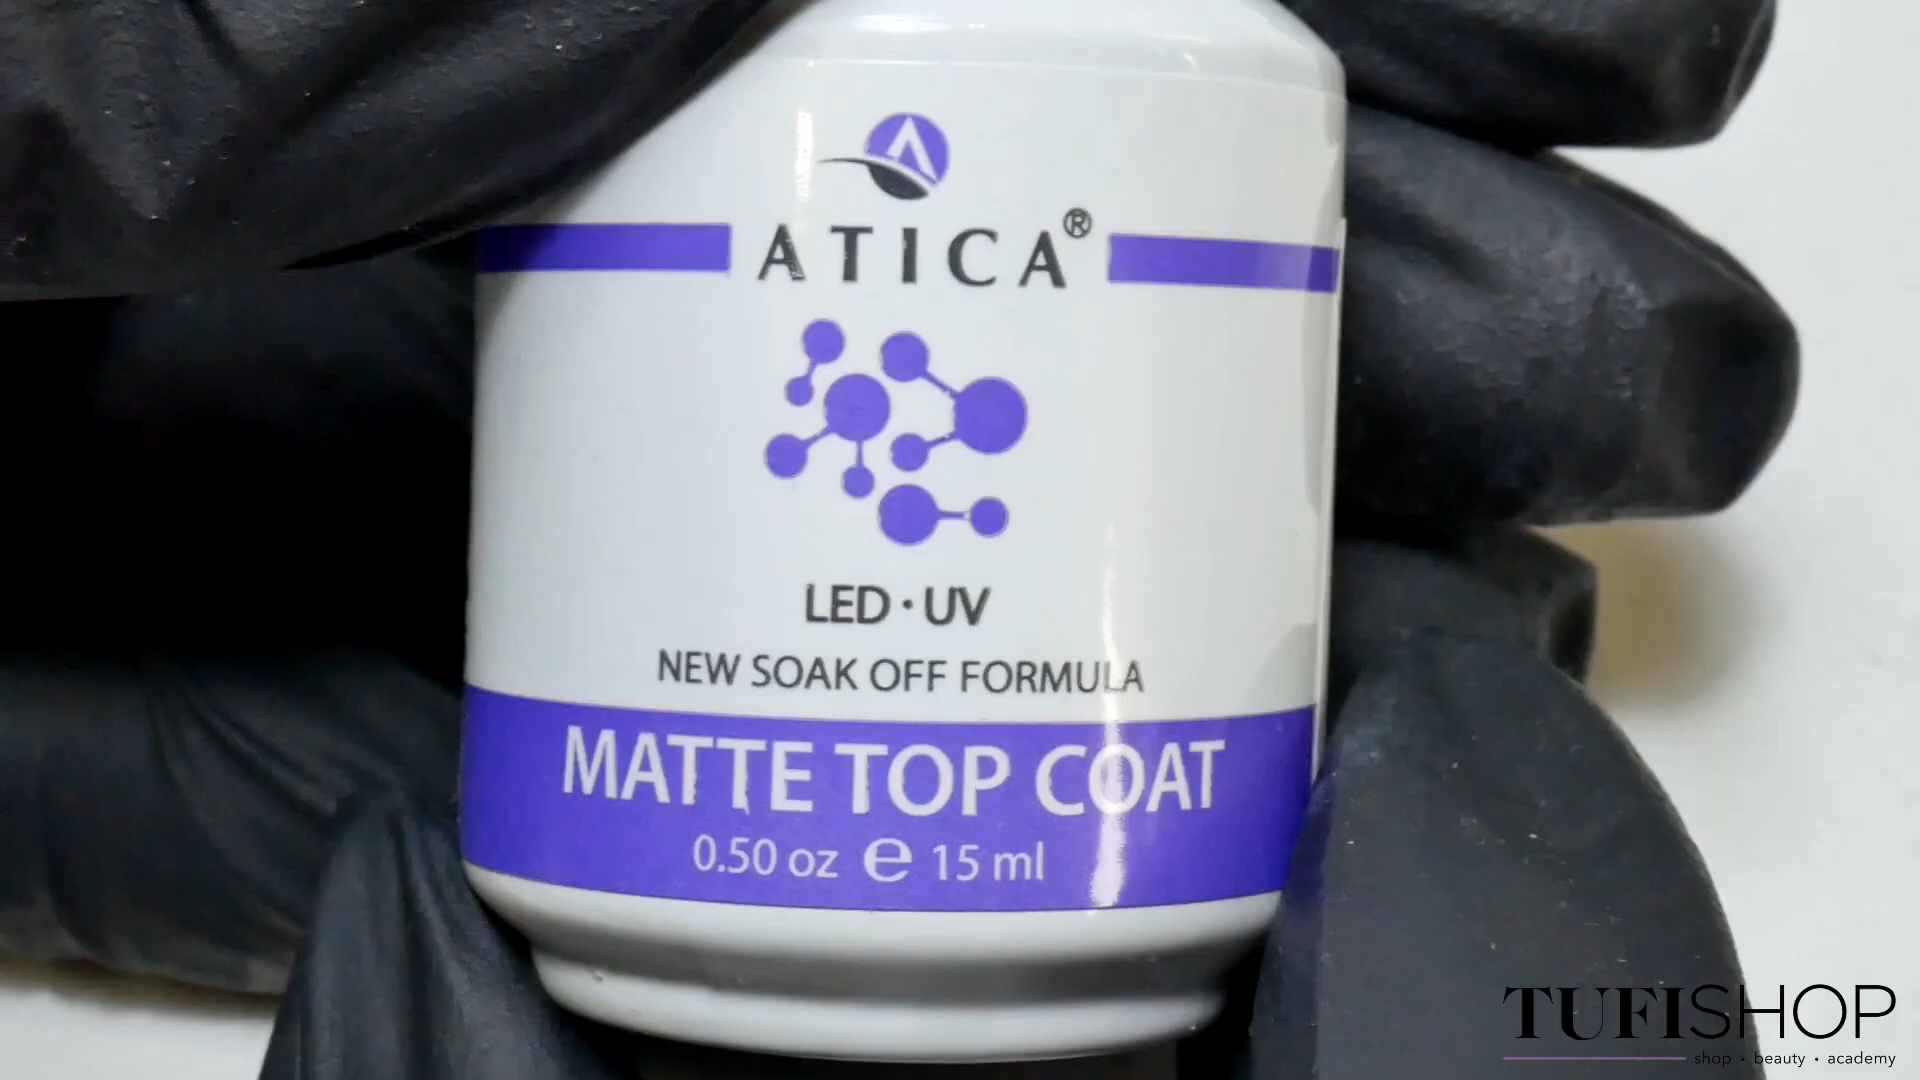 ATICA®
LED · UV
NEW SOAK OFF FORMULA
MATTE TOP COAT
0.50 oz ℮ 15 ml
TUFISHOP
shop • beauty • academy